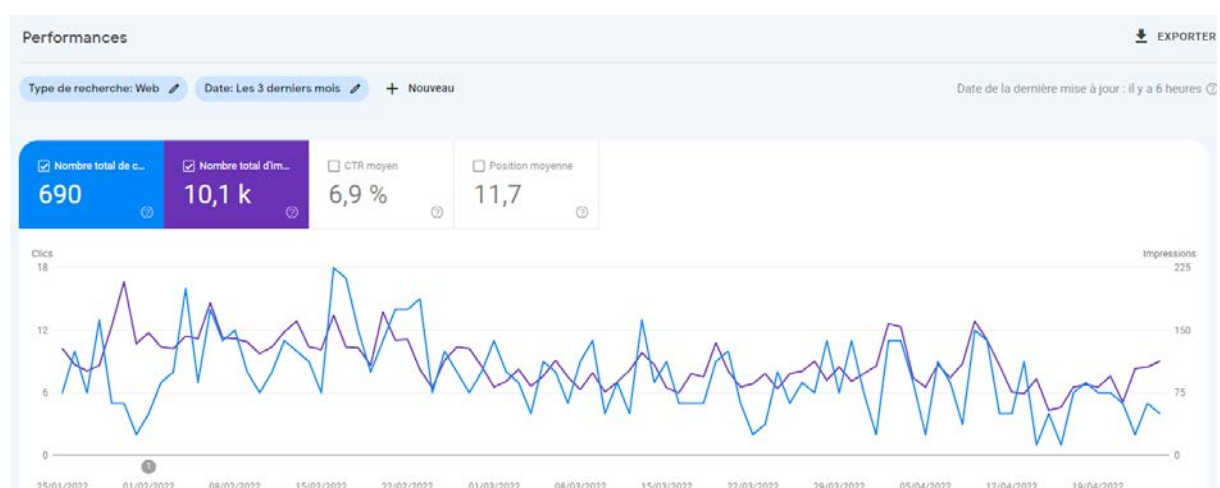 Performances
EXPORTER
Type de recherche: Web
Date: Les 3 derniers mois
+ Nouveau
Date de la dernière mise à jour : il y a 6 heures
Nombre total de c...
Nombre total d'im...
CTR moyen
Position moyenne
690
10,1 k
6,9 %
11,7
Clics
Impressions
18
225
12
150
6
75
0
0
1
25/01/2022
01/02/2022
08/02/2022
15/02/2022
22/02/2022
01/03/2022
08/03/2022
15/03/2022
22/03/2022
29/03/2022
05/04/2022
12/04/2022
19/04/2022